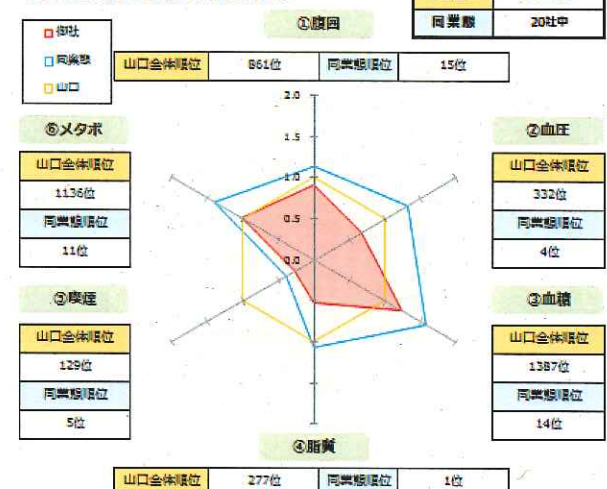 同業態 20社中
①腹囲
御社
同業態
山口
山口全体順位 861位 同業態順位 15位
2.0
1.5
1.0
0.5
0.0
⑥メタボ
山口全体順位
1136位
同業態順位
11位
②血圧
山口全体順位
332位
同業態順位
4位
⑤喫煙
山口全体順位
129位
同業態順位
5位
③血糖
山口全体順位
1387位
同業態順位
14位
④脂質
山口全体順位 277位 同業態順位 1位